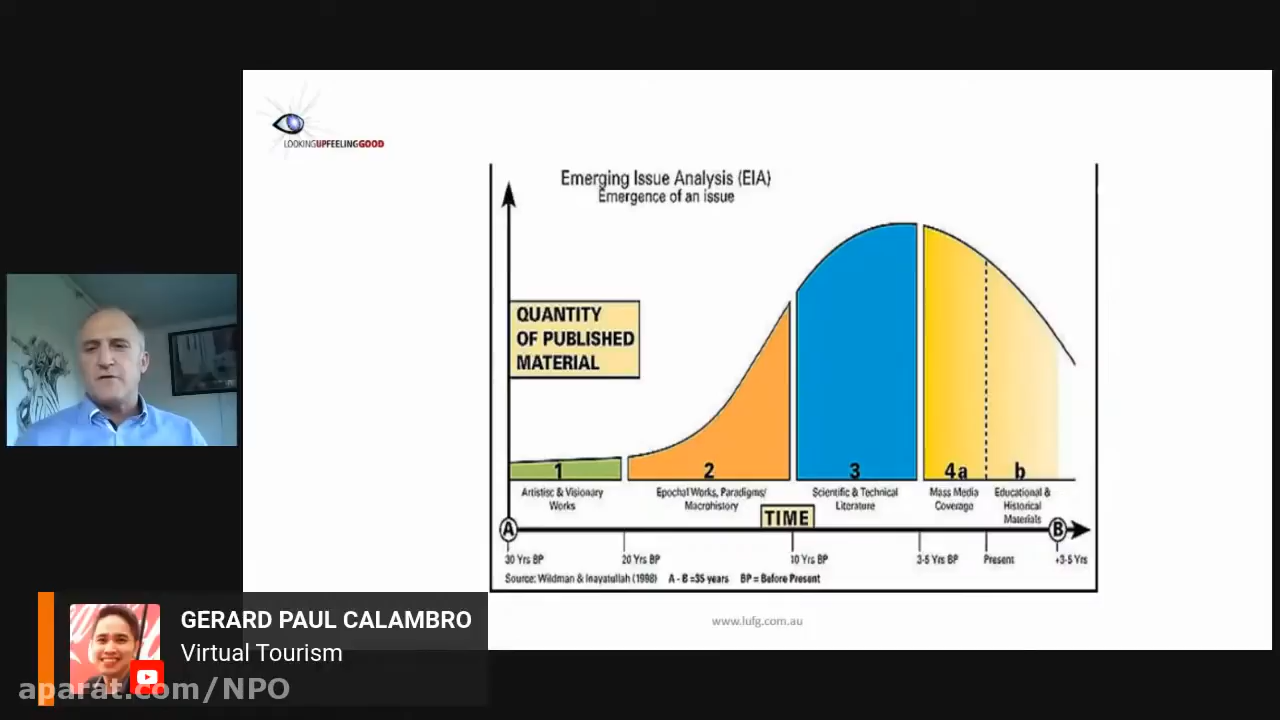 LOOKINGUPFEELINGGOOD
Emerging Issue Analysis (EIA)
Emergence of an issue
QUANTITY
OF PUBLISHED
MATERIAL
1
2
3
4a
b
Artistisc & Visionary
Works
Epochal Works, Paradigms/
Macrohistory
Scientific & Technical
Literature
Mass Media
Coverage
Educational &
Historical
Materials
TIME
A
B
30 Yrs BP
20 Yrs BP
10 Yrs BP
3-5 Yrs BP
Present
+3-5 Yrs
Source: Wildman & Inayatullah (1998) A - B =35 years BP = Before Present
www.lufg.com.au
GERARD PAUL CALAMBRO
Virtual Tourism
aparat.com/NPO